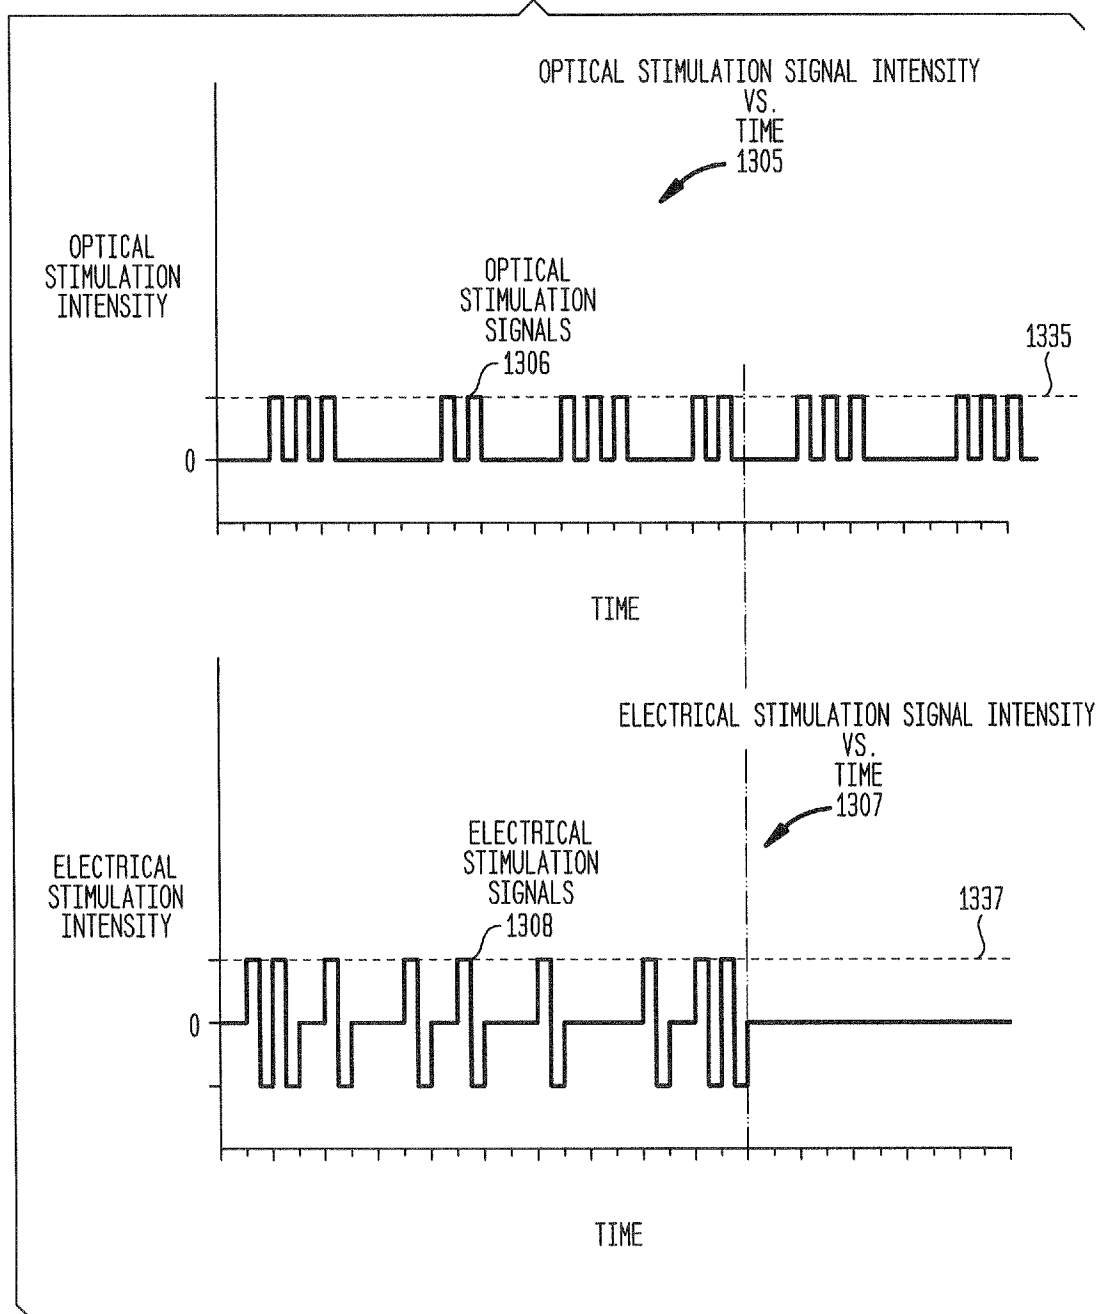 OPTICAL STIMULATION SIGNAL INTENSITY
VS.
TIME
1305
OPTICAL
STIMULATION
INTENSITY
OPTICAL
STIMULATION
SIGNALS
1306
1335
0
TIME
ELECTRICAL STIMULATION SIGNAL INTENSITY
VS.
TIME
1307
ELECTRICAL
STIMULATION
INTENSITY
ELECTRICAL
STIMULATION
SIGNALS
1308
1337
0
TIME